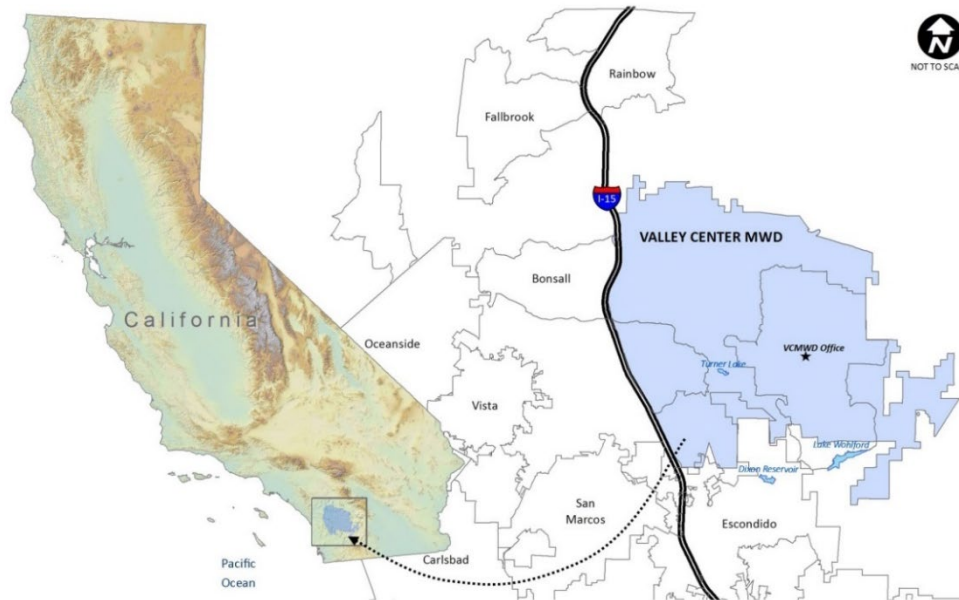 N
NOT TO SCA
Rainbow
Fallbrook
I-15
VALLEY CENTER MWD
Bonsall
California
Oceanside
VCMWD Office
Turner Lake
Vista
Lake Wohlford
Dixon Reservoir
San
Marcos
Escondido
Carlsbad
Pacific
Ocean